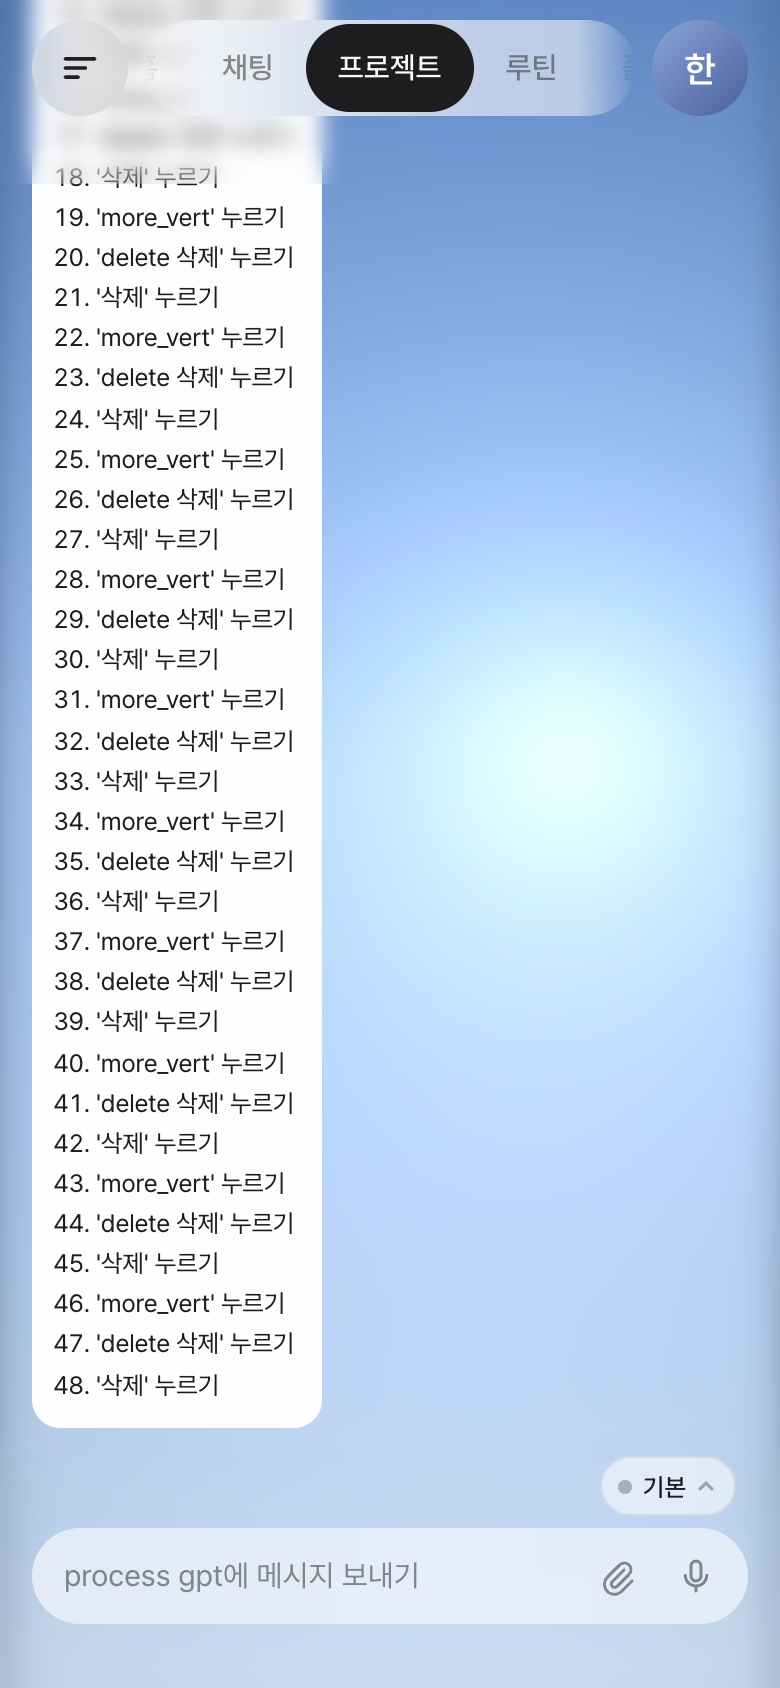 채팅
프로젝트
루틴
한
18. '삭제' 누르기
19. 'more_vert' 누르기
20. 'delete 삭제' 누르기
21. '삭제' 누르기
22. 'more_vert' 누르기
23. 'delete 삭제' 누르기
24. '삭제' 누르기
25. 'more_vert' 누르기
26. 'delete 삭제' 누르기
27. '삭제' 누르기
28. 'more_vert' 누르기
29. 'delete 삭제' 누르기
30. '삭제' 누르기
31. 'more_vert' 누르기
32. 'delete 삭제' 누르기
33. '삭제' 누르기
34. 'more_vert' 누르기
35. 'delete 삭제' 누르기
36. '삭제' 누르기
37. 'more_vert' 누르기
38. 'delete 삭제' 누르기
39. '삭제' 누르기
40. 'more_vert' 누르기
41. 'delete 삭제' 누르기
42. '삭제' 누르기
43. 'more_vert' 누르기
44. 'delete 삭제' 누르기
45. '삭제' 누르기
46. 'more_vert' 누르기
47. 'delete 삭제' 누르기
48. '삭제' 누르기
기본
process gpt에 메시지 보내기